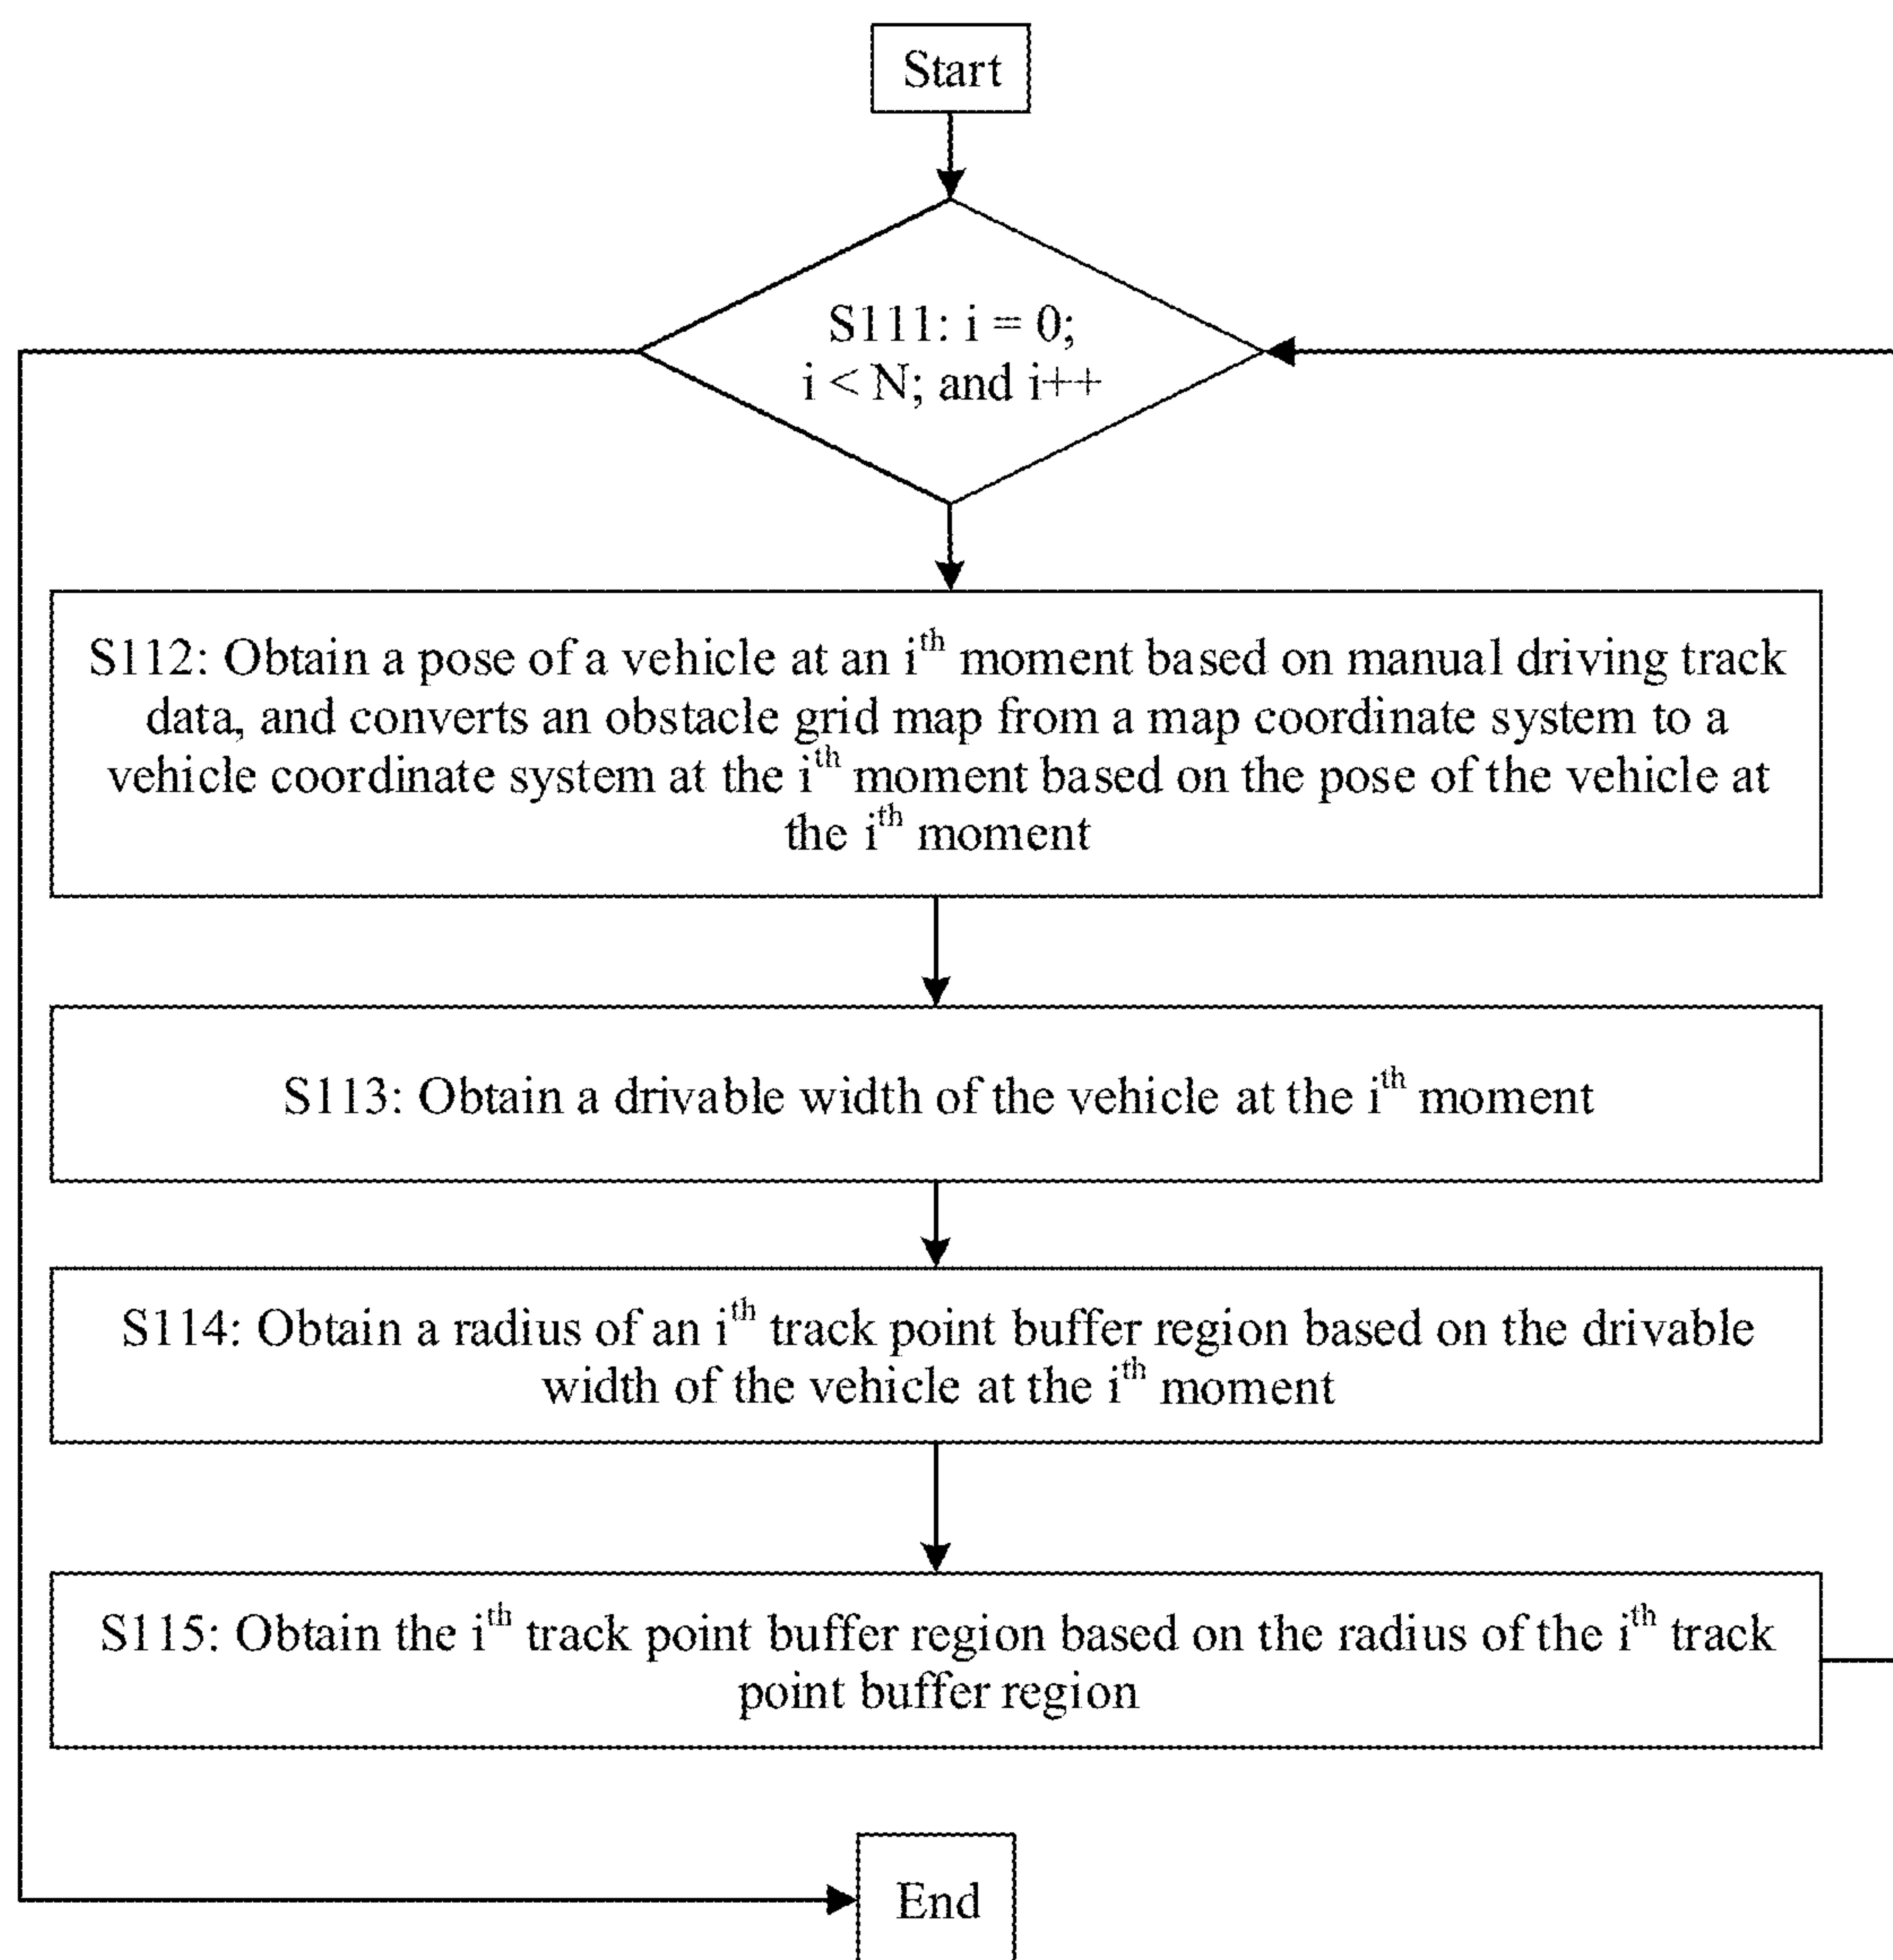 Start
S111: i = 0;
i < N; and i++
S112: Obtain a pose of a vehicle at an ith moment based on manual driving track
data, and converts an obstacle grid map from a map coordinate system to a
vehicle coordinate system at the ith moment based on the pose of the vehicle at
the ith moment
S113: Obtain a drivable width of the vehicle at the ith moment
S114: Obtain a radius of an ith track point buffer region based on the drivable
width of the vehicle at the ith moment
S115: Obtain the ith track point buffer region based on the radius of the ith track
point buffer region
End